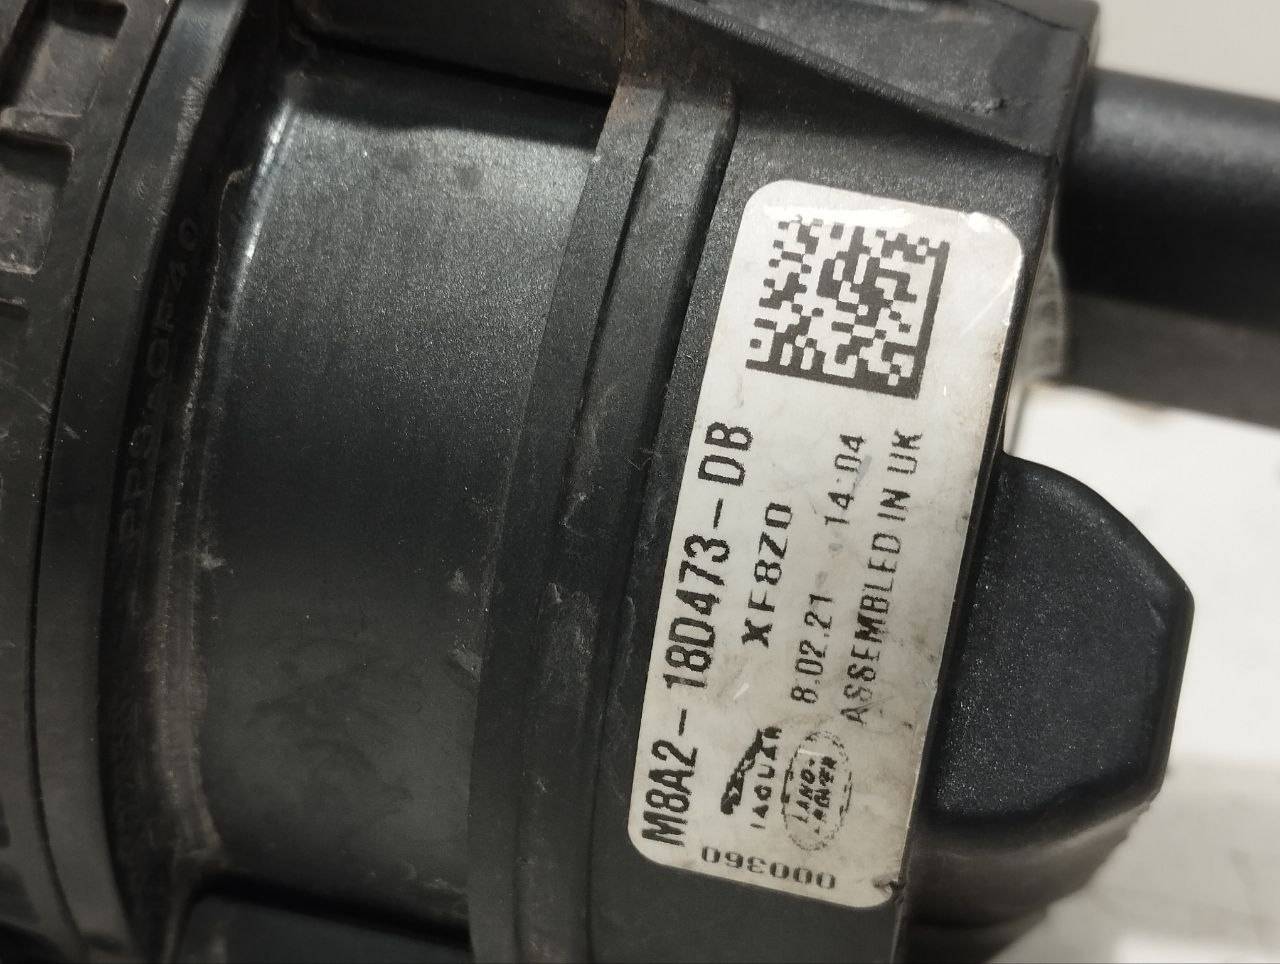 M8A2-18D473-DB
XF8Z0
8.02.21 14:04
ASSEMBLED IN UK
JAGUAR
LAND-
ROVER
000360